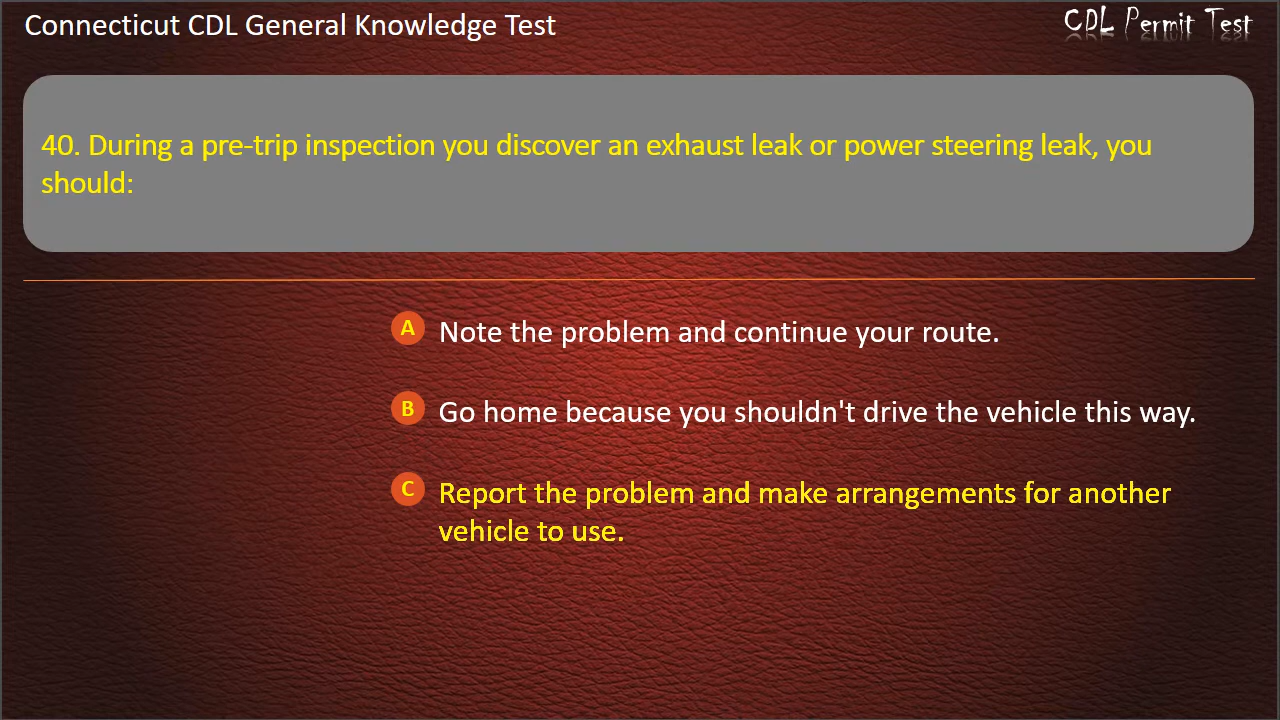 Connecticut CDL General Knowledge Test
CDL Permit Test
40. During a pre-trip inspection you discover an exhaust leak or power steering leak, you
should:
A Note the problem and continue your route.
B Go home because you shouldn't drive the vehicle this way.
C Report the problem and make arrangements for another
vehicle to use.